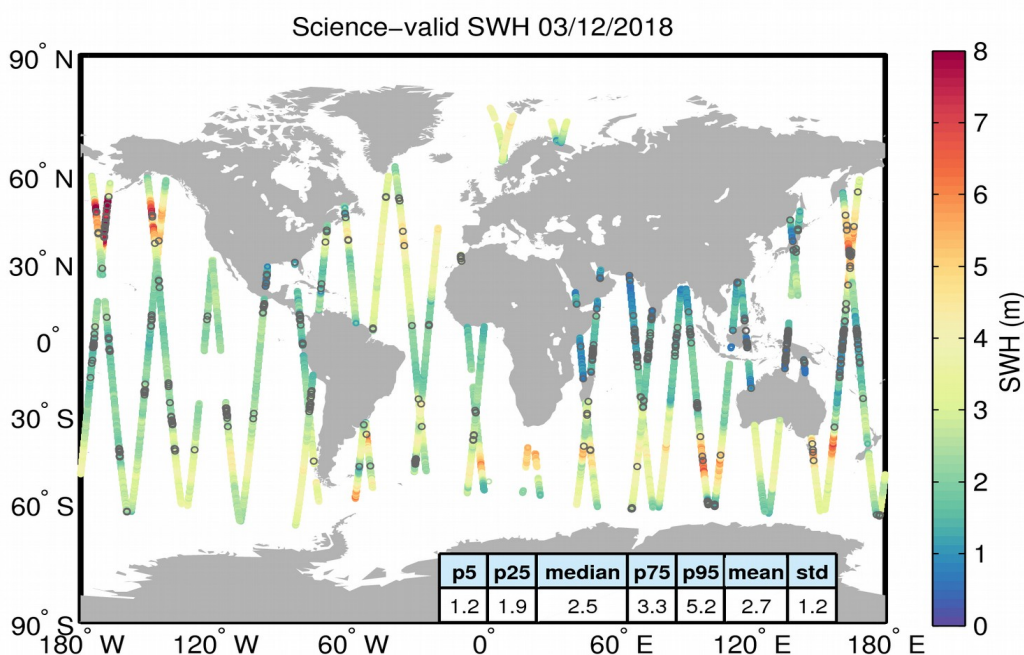 Science−valid SWH 03/12/2018
90° N
60° N
30° N
0°
30° S
60° S
90° S
180° W
120° W
60° W
0°
60° E
120° E
180° E
p5 p25 median p75 p95 mean std
1.2 1.9 2.5 3.3 5.2 2.7 1.2
8
7
6
5
4
3
2
1
0
SWH (m)